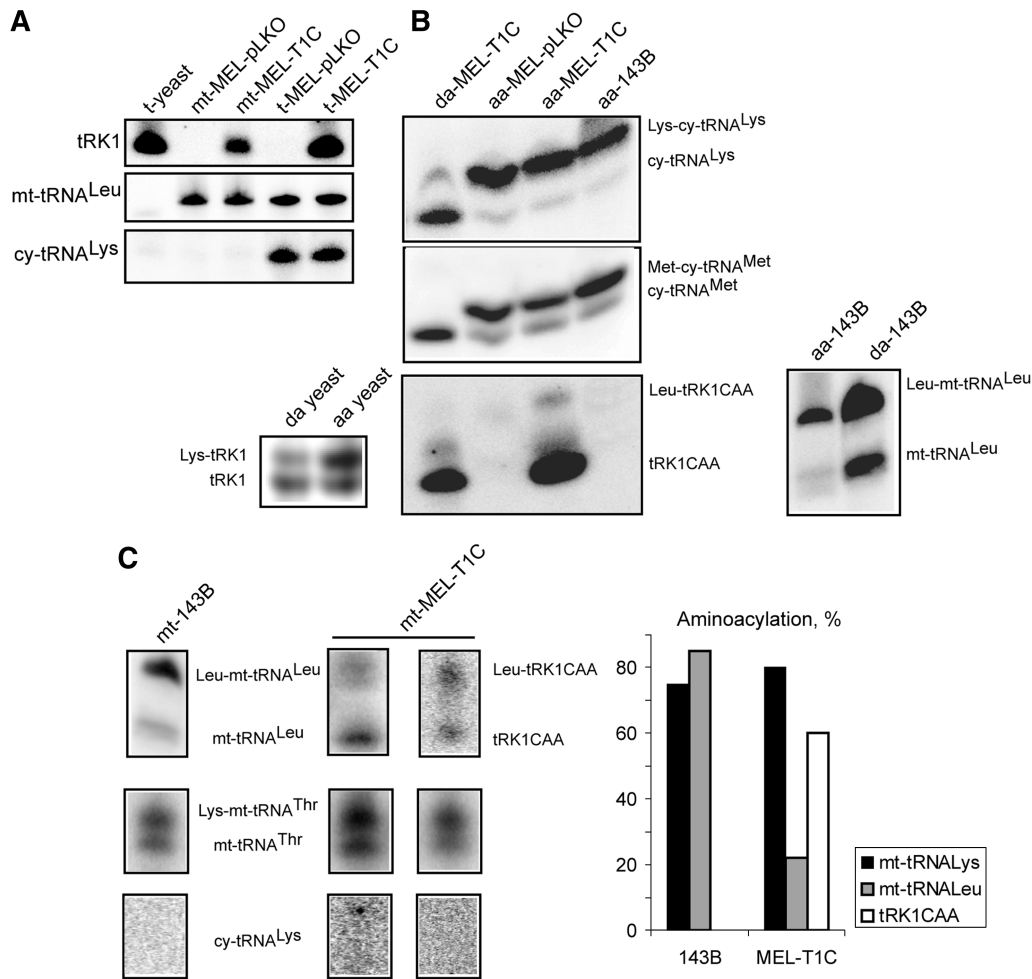 A
t-yeast
mt-MEL-pLKO
mt-MEL-T1C
t-MEL-pLKO
t-MEL-T1C
tRK1
mt-tRNALeu
cy-tRNALys
B
da-MEL-T1C
aa-MEL-pLKO
aa-MEL-T1C
aa-143B
Lys-cy-tRNALys
cy-tRNALys
Met-cy-tRNAMet
cy-tRNAMet
Leu-tRK1CAA
tRK1CAA
da yeast
aa yeast
Lys-tRK1
tRK1
aa-143B
da-143B
Leu-mt-tRNALeu
mt-tRNALeu
C
mt-143B
mt-MEL-T1C
Leu-mt-tRNALeu
mt-tRNALeu
Leu-tRK1CAA
tRK1CAA
Lys-mt-tRNAThr
mt-tRNAThr
cy-tRNALys
Aminoacylation, %
80
60
40
20
0
143B
MEL-T1C
mt-tRNALys
mt-tRNALeu
tRK1CAA